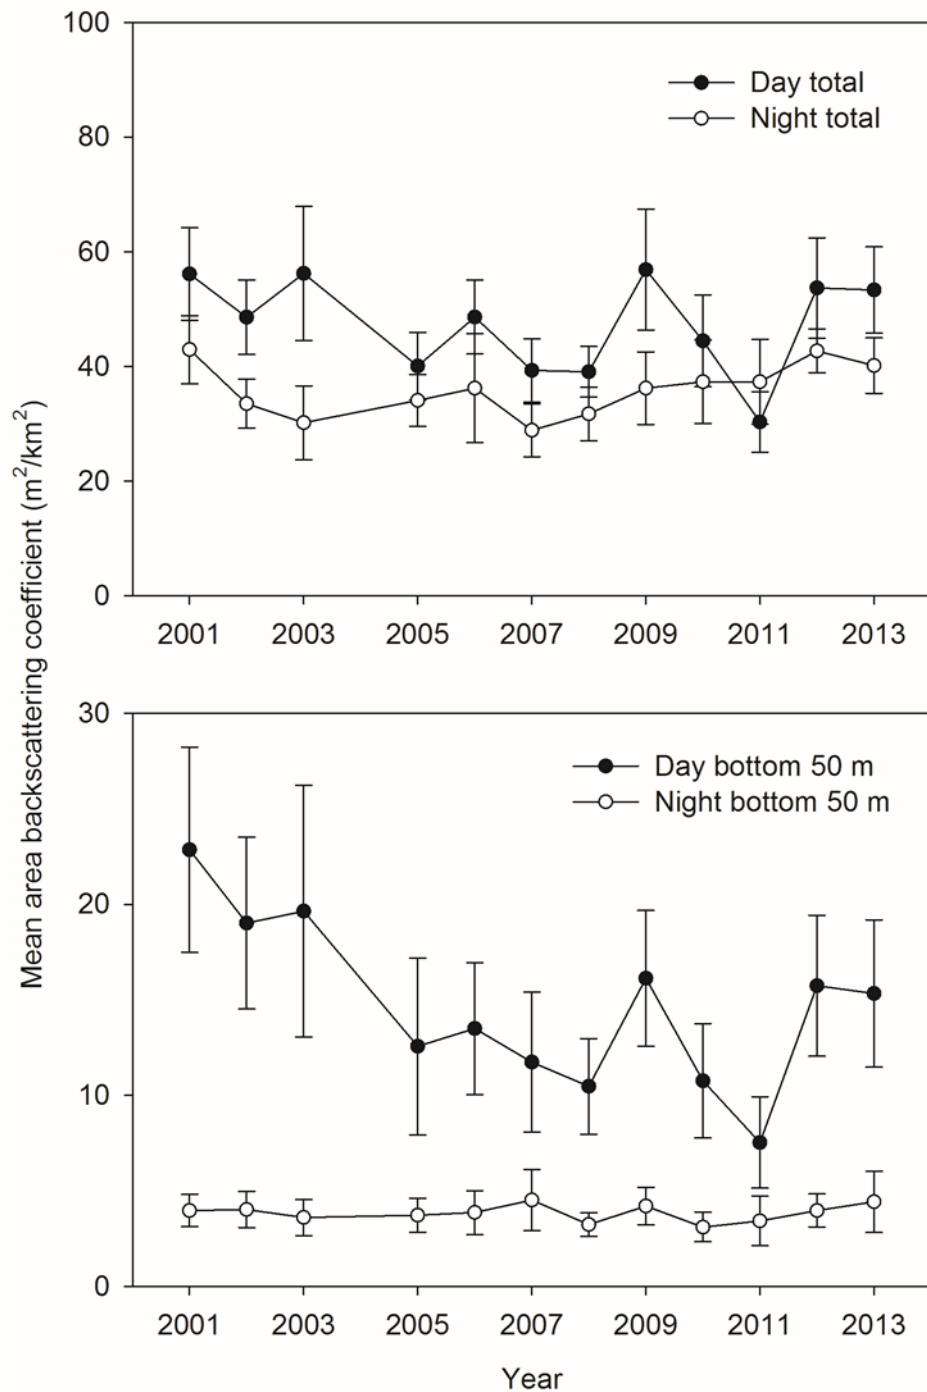 100
80
60
40
20
0
Day total
Night total
2001 2003 2005 2007 2009 2011 2013
Mean area backscattering coefficient (m²/km²)
30
20
10
0
Day bottom 50 m
Night bottom 50 m
2001 2003 2005 2007 2009 2011 2013
Year